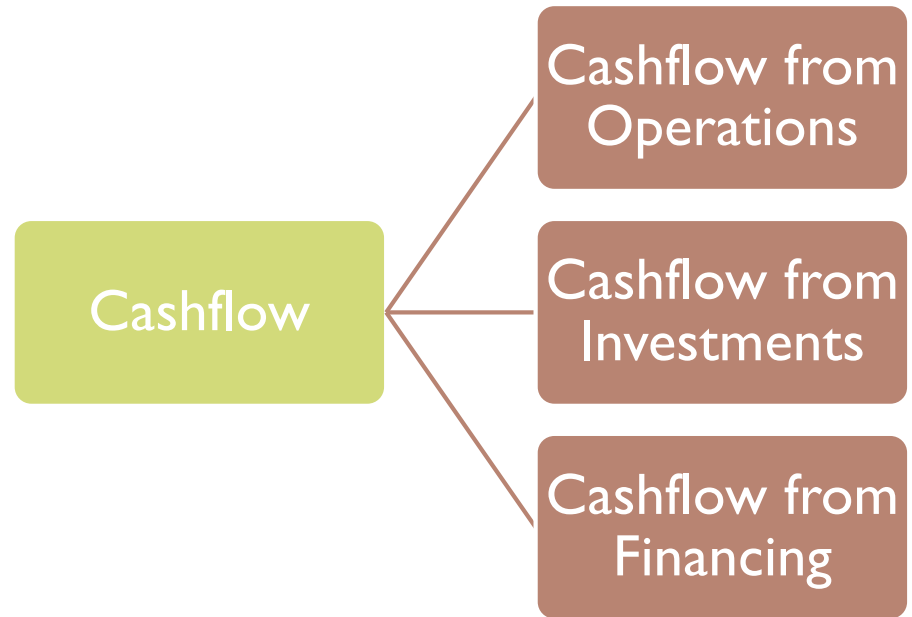 Cashflow
Cashflow from
Operations
Cashflow from
Investments
Cashflow from
Financing